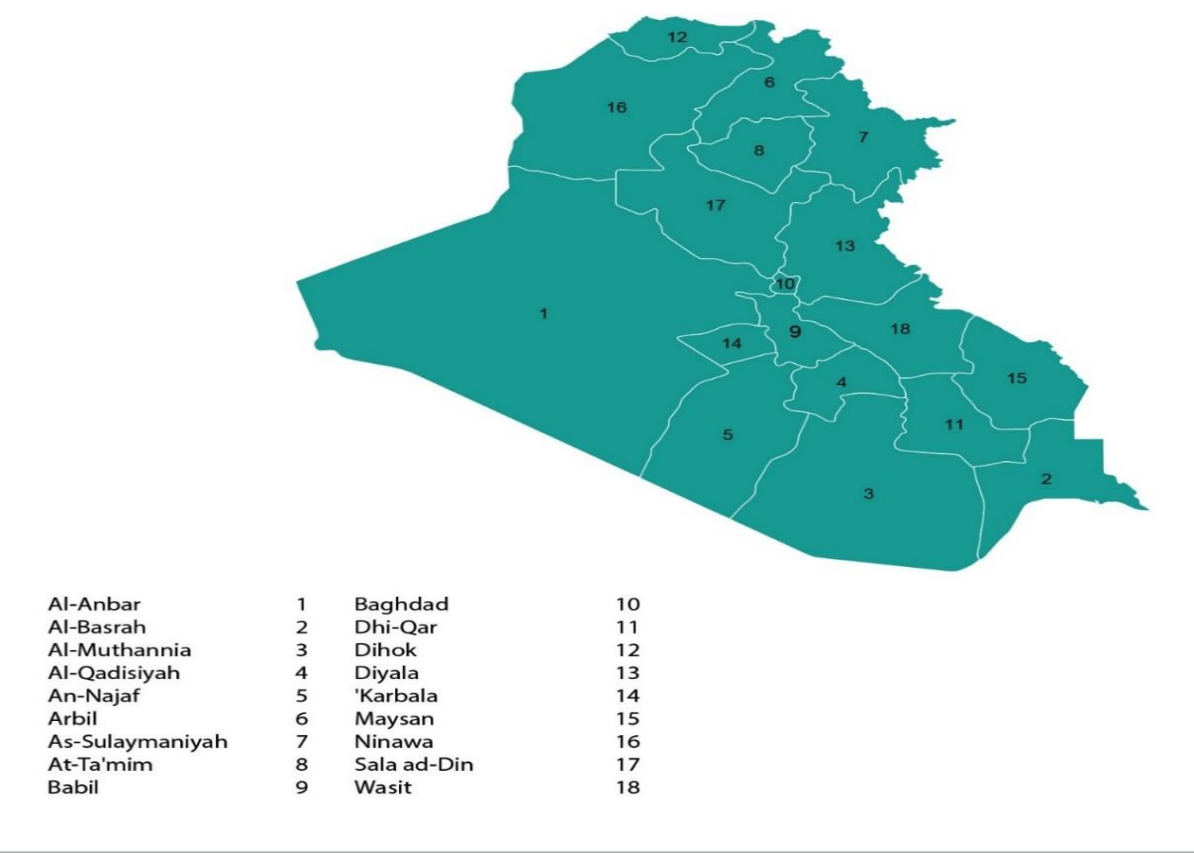 12
6
16
7
8
17
13
10
1
18
9
14
15
4
11
5
2
3
Al-Anbar 1 Baghdad 10
Al-Basrah 2 Dhi-Qar 11
Al-Muthannia 3 Dihok 12
Al-Qadisiyah 4 Diyala 13
An-Najaf 5 'Karbala 14
Arbil 6 Maysan 15
As-Sulaymaniyah 7 Ninawa 16
At-Ta'mim 8 Sala ad-Din 17
Babil 9 Wasit 18